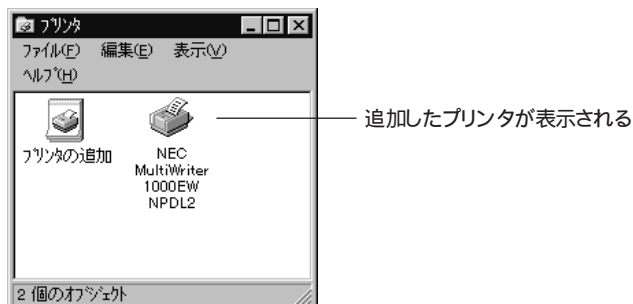 プリンタ
ファイル(F) 編集(E) 表示(V)
ヘルプ(H)
プリンタの追加
NEC
MultiWriter
1000EW
NPDL2
追加したプリンタが表示される
2 個のオブジェクト